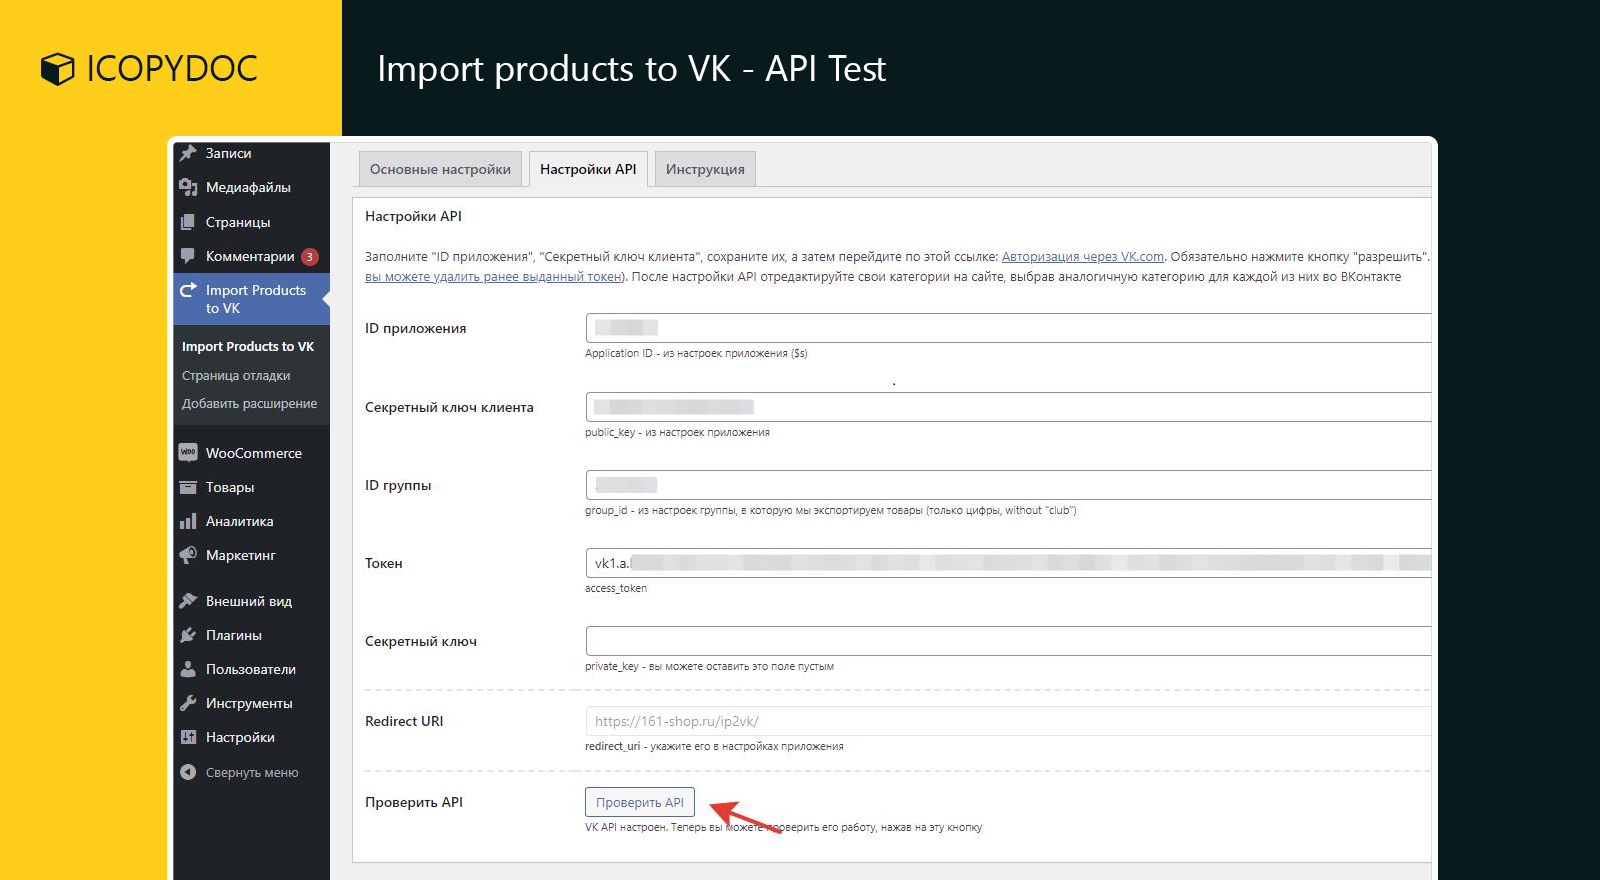 ICOPYDOC
Import products to VK - API Test
Записи
Медиафайлы
Страницы
Комментарии 3
Import Products
to VK
Import Products to VK
Страница отладки
Добавить расширение
WOO WooCommerce
Товары
Аналитика
Маркетинг
Внешний вид
Плагины
Пользователи
Инструменты
Настройки
Свернуть меню
Основные настройки Настройки API Инструкция
Настройки API
Заполните "ID приложения", "Секретный ключ клиента", сохраните их, а затем перейдите по этой ссылке: Авторизация через VK.com. Обязательно нажмите кнопку "разрешить".
вы можете удалить ранее выданный токен). После настройки API отредактируйте свои категории на сайте, выбрав аналогичную категорию для каждой из них во ВКонтакте
ID приложения
Application ID - из настроек приложения ($s)
Секретный ключ клиента
public_key - из настроек приложения
ID группы
group_id - из настроек группы, в которую мы экспортируем товары (только цифры, without "club")
Токен vk1.a.
access_token
Секретный ключ
private_key - вы можете оставить это поле пустым
Redirect URI https://161-shop.ru/ip2vk/
redirect_uri - укажите его в настройках приложения
Проверить API Проверить API
VK API настроен. Теперь вы можете проверить его работу, нажав на эту кнопку